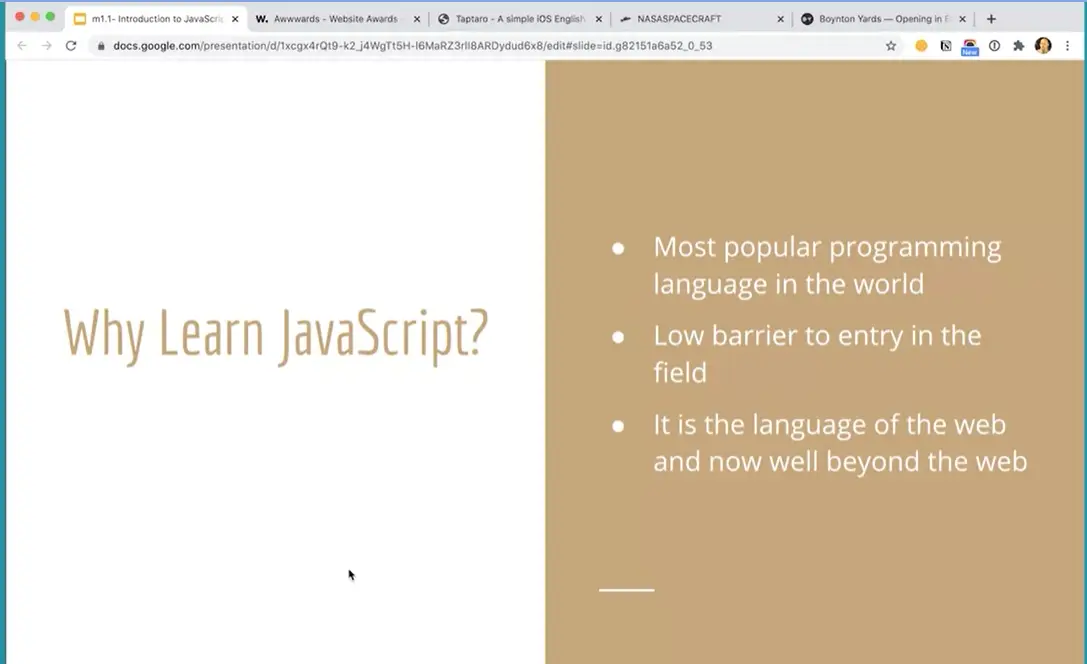 m1.1- Introduction to JavaScri
W. Awwwards - Website Awards
Taptaro - A simple iOS English
NASASPACECRAFT
Boynton Yards — Opening in
docs.google.com/presentation/d/1xcgx4rQt9-k2_j4WgTt5H-I6MaRZ3rlI8ARDydud6x8/edit#slide=id.g82151a6a52_0_53
New
Why Learn JavaScript?
● Most popular programming
language in the world
● Low barrier to entry in the
field
● It is the language of the web
and now well beyond the web